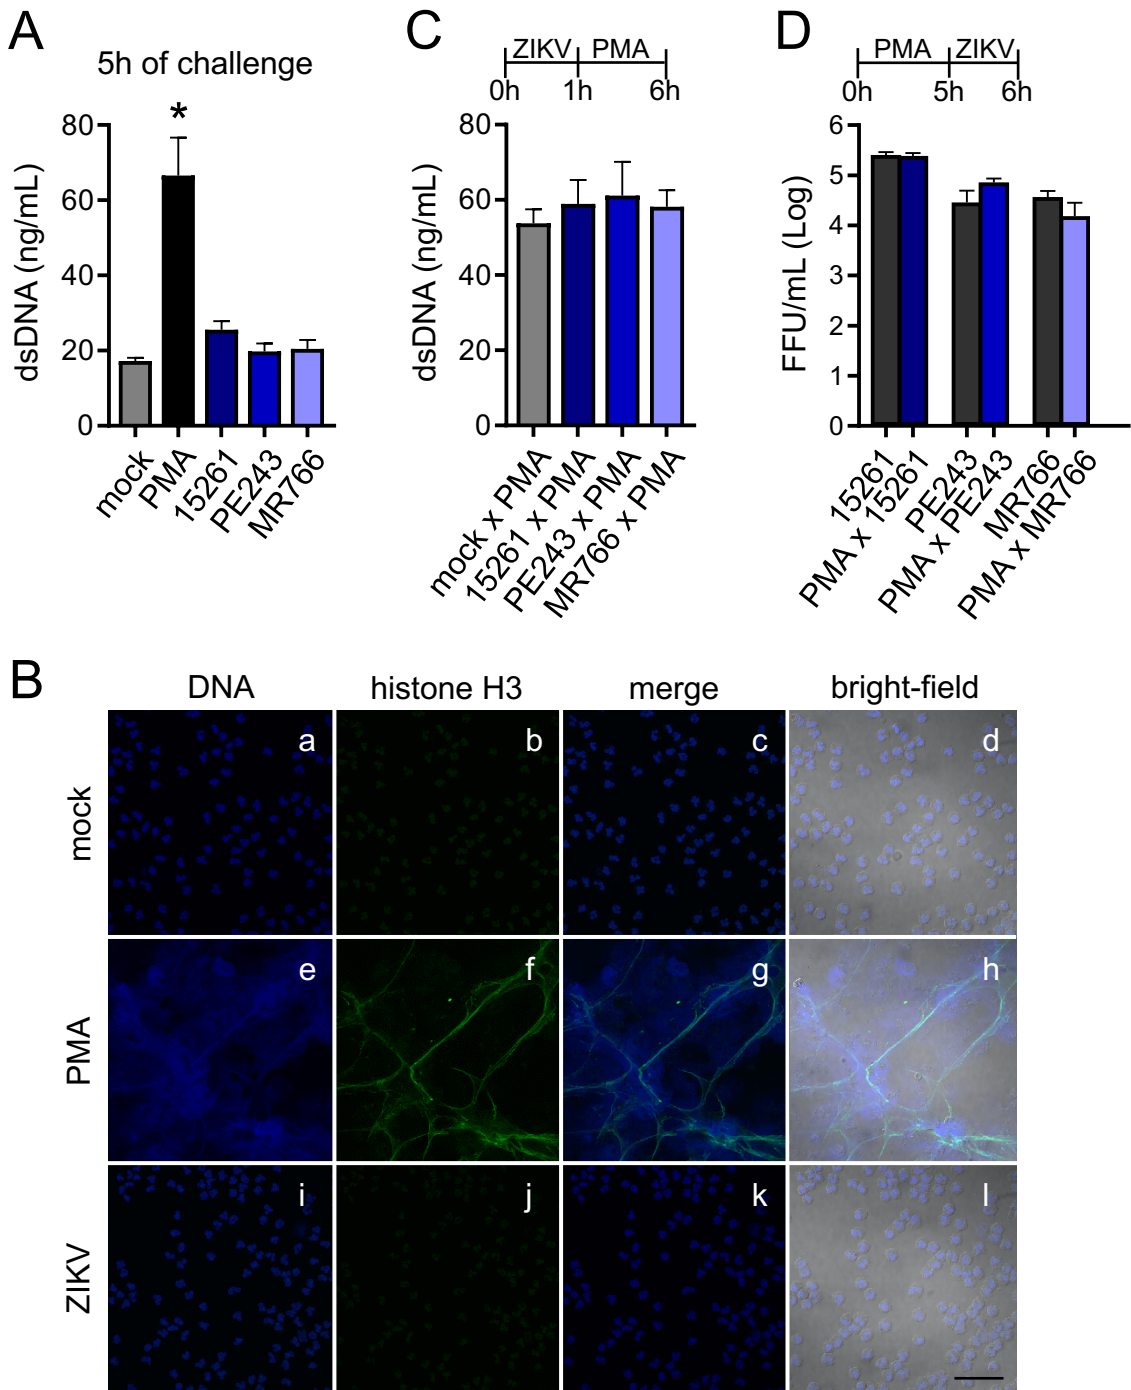 A
5h of challenge
*
dsDNA (ng/mL)
80
60
40
20
0
mock
PMA
15261
PE243
MR766
C
ZIKV
PMA
0h
1h
6h
dsDNA (ng/mL)
80
60
40
20
0
mock x PMA
15261 x PMA
PE243 x PMA
MR766 x PMA
D
PMA
ZIKV
0h
5h
6h
FFU/mL (Log)
6
5
4
3
2
1
0
15261
PMA x 15261
PE243
PMA x PE243
MR766
PMA x MR766
B
DNA
histone H3
merge
bright-field
mock
a
b
c
d
PMA
e
f
g
h
ZIKV
i
j
k
l